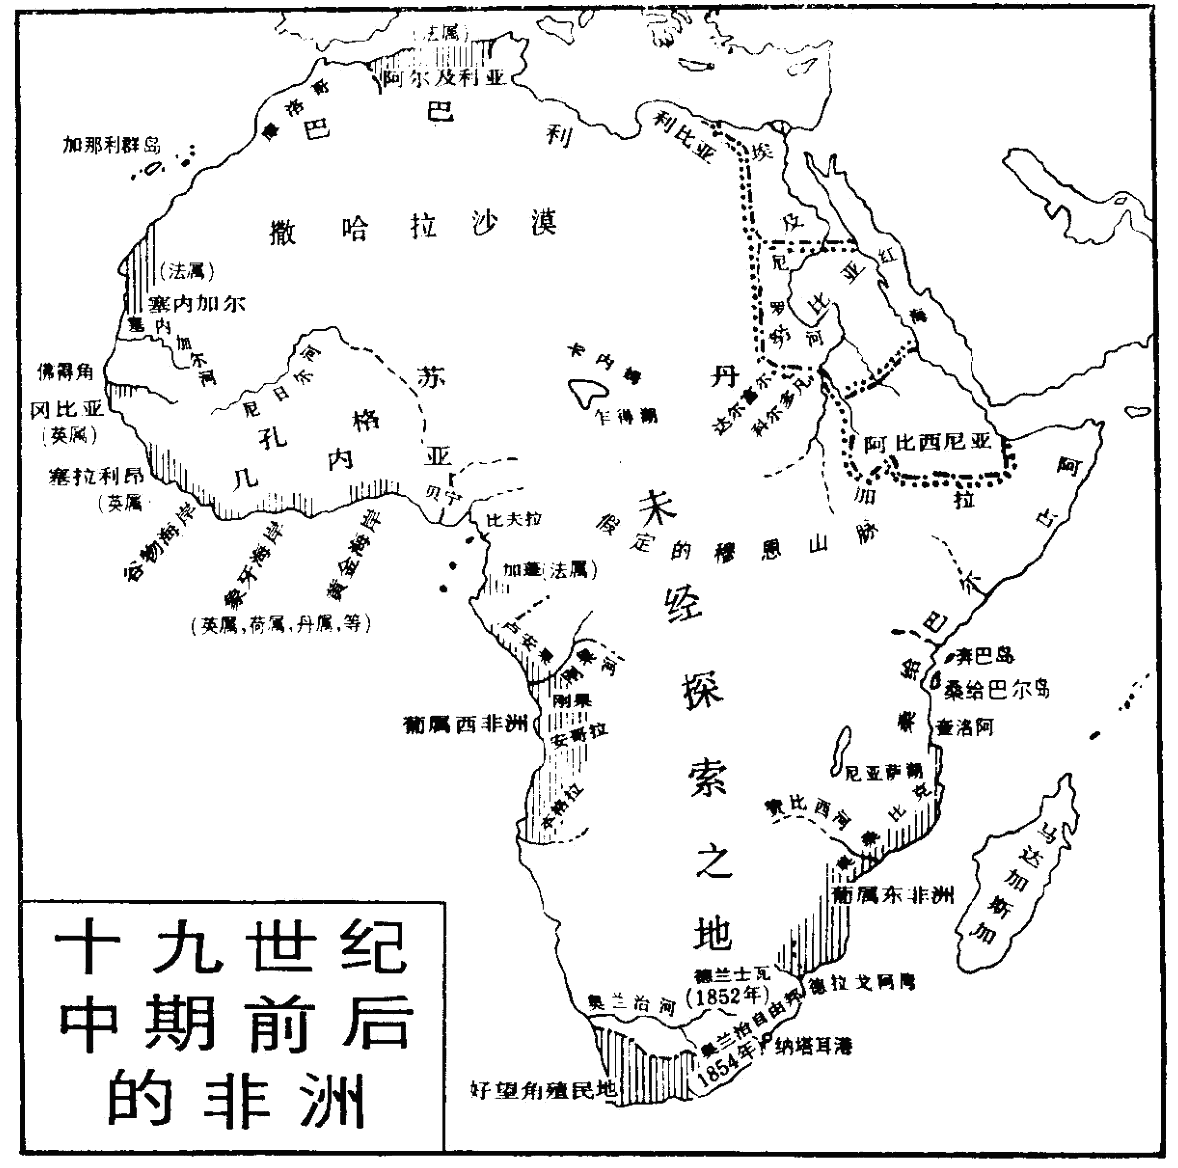 (法属)
阿尔及利亚
摩洛哥
巴巴利
利比亚
埃及
加那利群岛
撒哈拉沙漠
(法属)
塞内加尔
塞内加尔河
红海
尼罗河
努比亚
佛得角
冈比亚
(英属)
塞拉利昂
(英属
尼日尔河
苏丹
卡内姆
乍得湖
达尔富尔
科尔多凡
阿比西尼亚
加拉
阿
几内亚
孔格
贝宁
比夫拉
谷物海岸
象牙海岸
黄金海岸
(英属,荷属,丹属,等)
假定的穆恩山脉
未经探索之地
加蓬(法属)
卢安果
刚果河
刚果
葡属西非洲
安哥拉
本格拉
桑给巴尔
奔巴岛
桑给巴尔岛
查洛阿
尼亚萨湖
赞比西河
莫桑比克
葡属东非洲
马达加斯加
德兰士瓦
(1852年)
德拉戈阿湾
奥兰治河
奥兰治自由邦
1854年
纳塔耳港
好望角殖民地
十九世纪
中期前后
的非洲